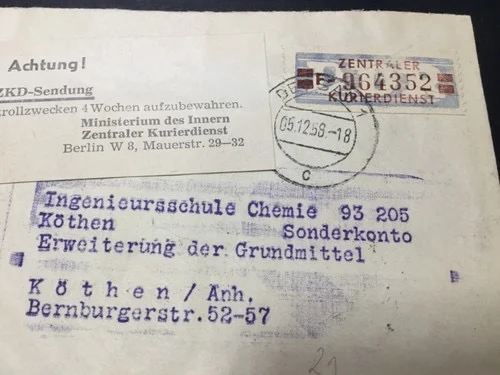 Achtung!
ZKD-Sendung
rollzwecken 4 Wochen aufzubewahren.
Ministerium des Innern
Zentraler Kurierdienst
Berlin W 8, Mauerstr. 29-32
ZENTRALER
E 964352
KURIERDIENST
05.12.58.-18
c
Ingenieursschule Chemie 93 205
Köthen Sonderkonto
Erweiterung der Grundmittel
Köthen/Anh.
Bernburgerstr.52-57